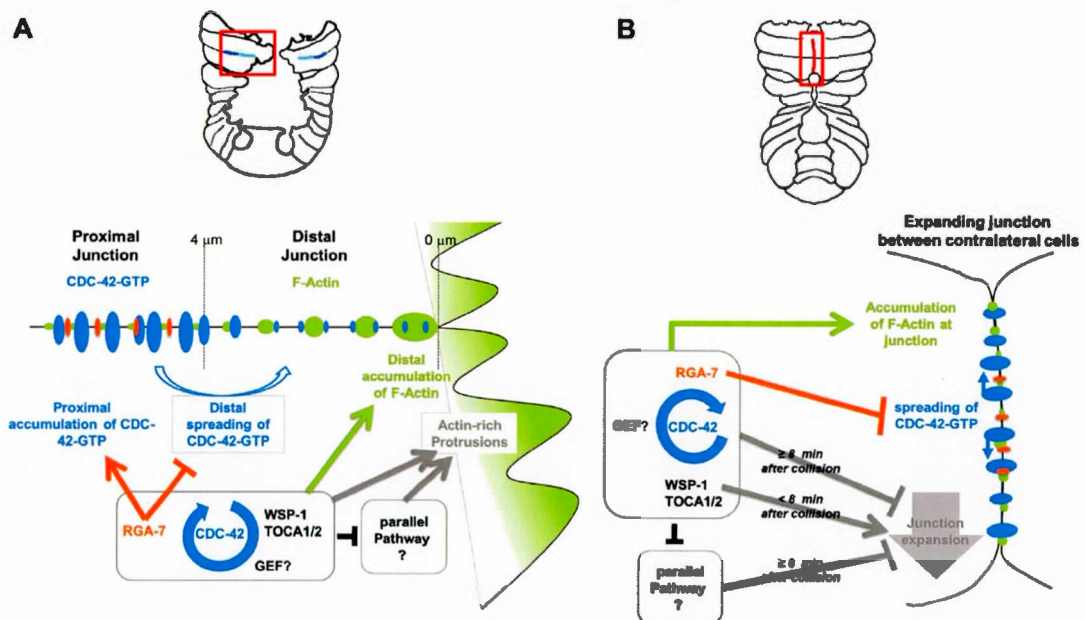 A
Proximal
Junction
CDC-42-GTP
4 μm
Distal
Junction
F-Actin
0 μm
Distal
accumulation
of F-Actin
Proximal
accumulation of CDC-
42-GTP
Distal
spreading of
CDC-42-GTP
Actin-rich
Protrusions
RGA-7
CDC-42
WSP-1
TOCA1/2
GEF?
parallel
Pathway
?
B
Expanding junction
between contralateral cells
Accumulation
of F-Actin at
junction
RGA-7
GEF?
CDC-42
WSP-1
TOCA1/2
spreading of
CDC-42-GTP
≥ 8 min
after collision
< 8 min
after collision
Junction
expansion
≥ 8 min
after collision
parallel
Pathway
?